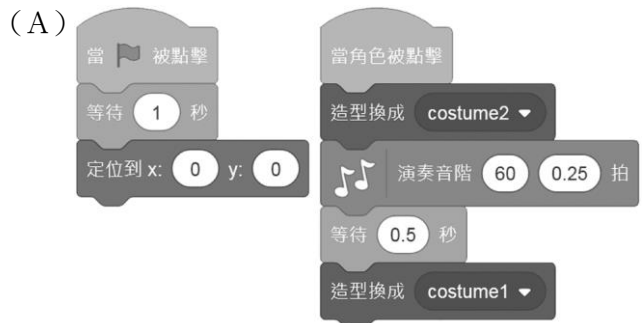 (A)
當 被點擊
等待 1 秒
定位到 x: 0 y: 0
當角色被點擊
造型換成 costume2
演奏音階 60 0.25 拍
等待 0.5 秒
造型換成 costume1